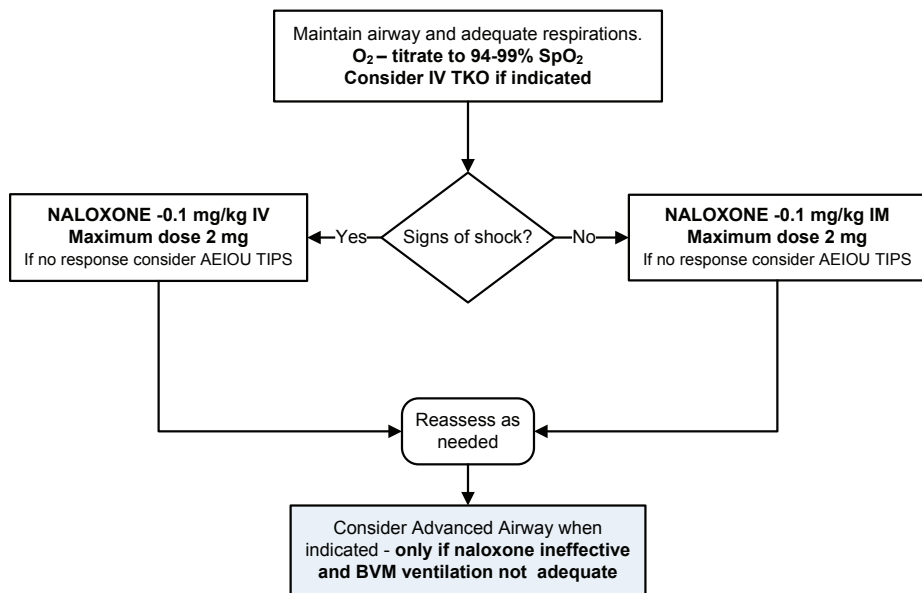 Maintain airway and adequate respirations.
O₂ – titrate to 94-99% SpO₂
Consider IV TKO if indicated
NALOXONE -0.1 mg/kg IV
Maximum dose 2 mg
If no response consider AEIOU TIPS
Yes
Signs of shock?
No
NALOXONE -0.1 mg/kg IM
Maximum dose 2 mg
If no response consider AEIOU TIPS
Reassess as
needed
Consider Advanced Airway when
indicated - only if naloxone ineffective
and BVM ventilation not adequate